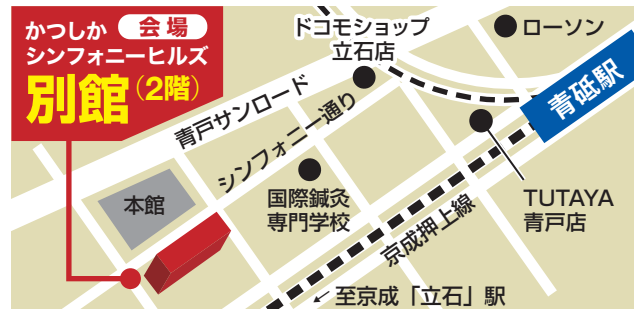 かつしか 会場
シンフォニーヒルズ
別館(2階)
ドコモショップ
立石店
ローソン
青砥駅
青戸サンロード
シンフォニー通り
本館
国際鍼灸
専門学校
京成押上線
TUTAYA
青戸店
←至京成「立石」駅